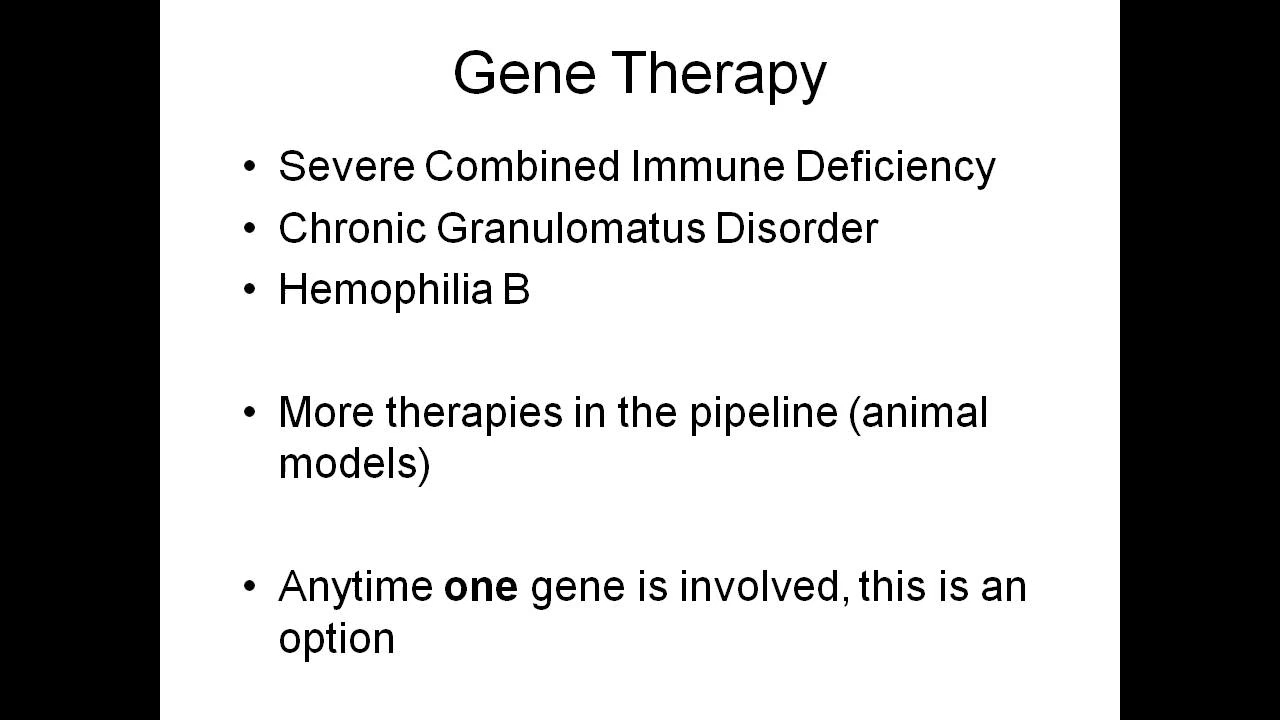 Gene Therapy
• Severe Combined Immune Deficiency
• Chronic Granulomatus Disorder
• Hemophilia B
• More therapies in the pipeline (animal
models)
• Anytime one gene is involved, this is an
option